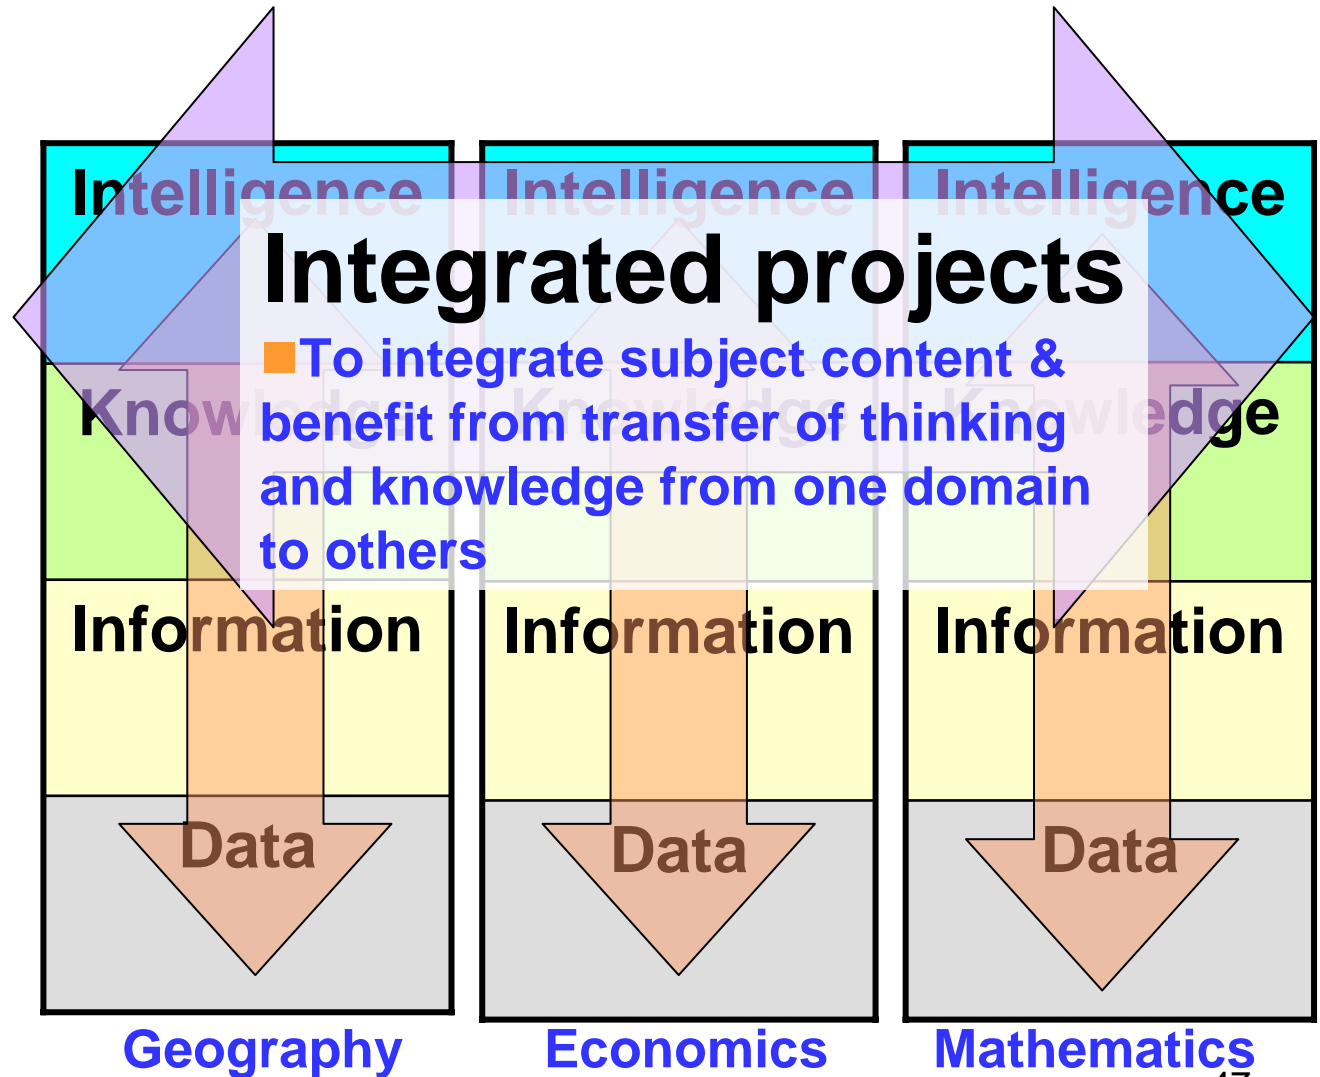 Intelligence Intelligence Intelligence
Integrated projects
To integrate subject content &
benefit from transfer of thinking
and knowledge from one domain
to others
Knowledge Knowledge Knowledge
Information Information Information
Data Data Data
Geography Economics Mathematics